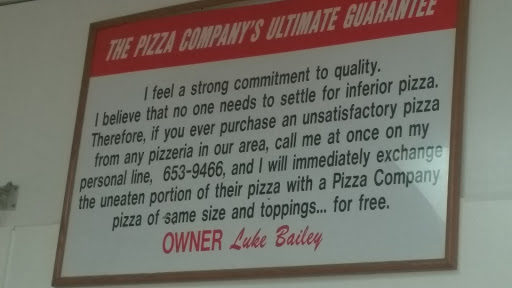 THE PIZZA COMPANY'S ULTIMATE GUARANTEE
I feel a strong commitment to quality.
I believe that no one needs to settle for inferior pizza.
Therefore, if you ever purchase an unsatisfactory pizza
from any pizzeria in our area, call me at once on my
personal line, 653-9466, and I will immediately exchange
the uneaten portion of their pizza with a Pizza Company
pizza of same size and toppings... for free.
OWNER Luke Bailey